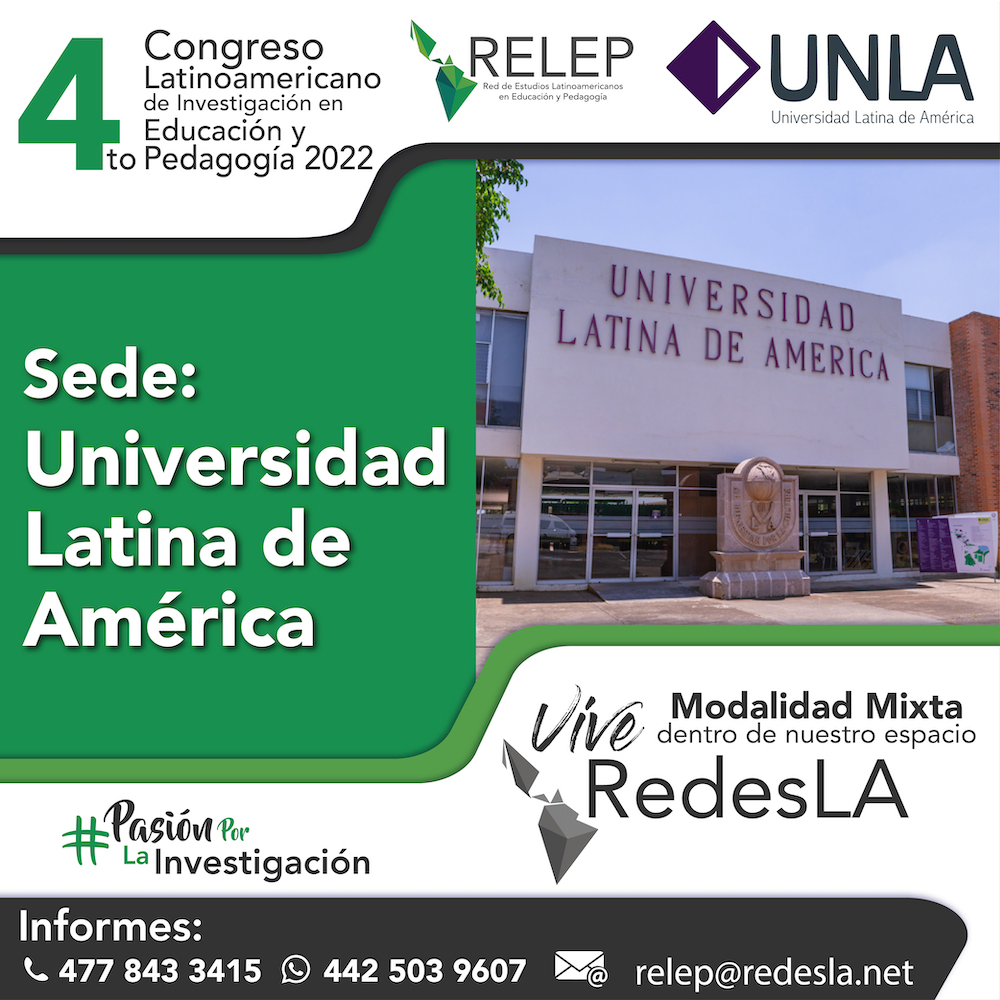 4to
Congreso
Latinoamericano
de Investigación en
Educación y
Pedagogía 2022
RELEP
Red de Estudios Latinoamericanos
en Educación y Pedagogía
UNLA
Universidad Latina de América
UNIVERSIDAD
LATINA DE AMERICA
Sede:
Universidad
Latina de
América
Vive
Modalidad Mixta
dentro de nuestro espacio
RedesLA
#Pasión Por
La Investigación
Informes:
477 843 3415
442 503 9607
@
relep@redesla.net